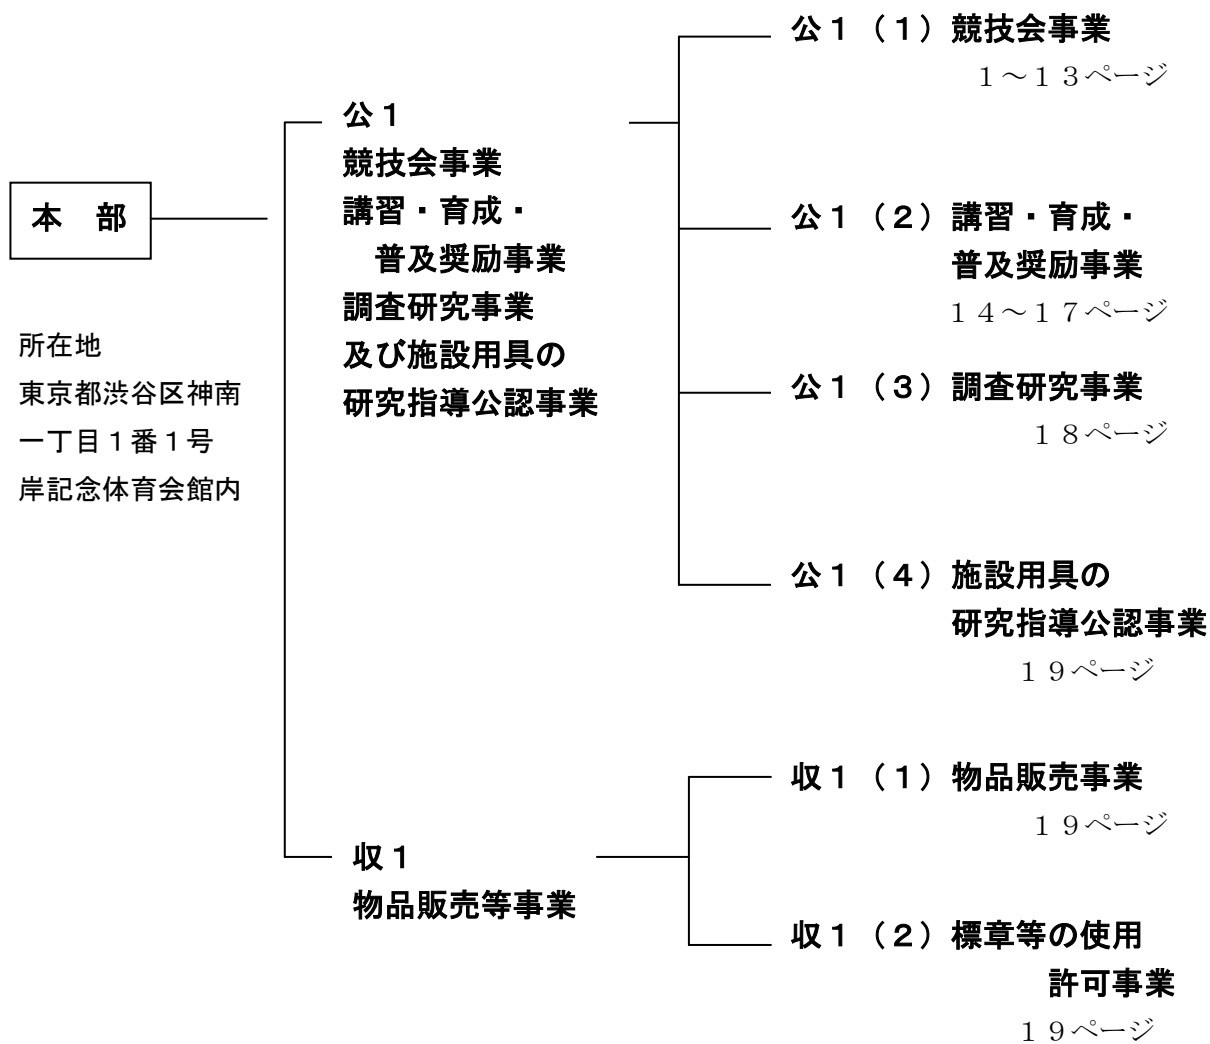 本　部
所在地
東京都渋谷区神南
一丁目１番１号
岸記念体育会館内
公１
競技会事業
講習・育成・
普及奨励事業
調査研究事業
及び施設用具の
研究指導公認事業
公１（１）競技会事業
１～１３ページ
公１（２）講習・育成・
普及奨励事業
１４～１７ページ
公１（３）調査研究事業
１８ページ
公１（４）施設用具の
研究指導公認事業
１９ページ
収１
物品販売等事業
収１（１）物品販売事業
１９ページ
収１（２）標章等の使用
許可事業
１９ページ